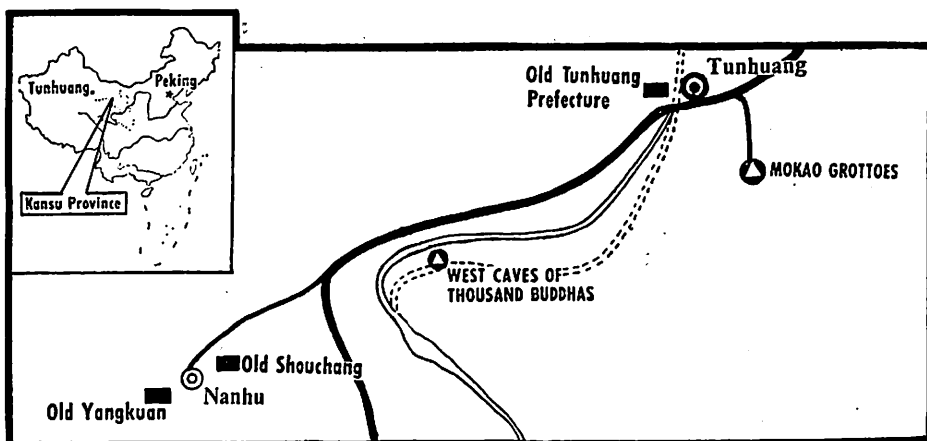 Tunhuang
Peking
Kansu Province
Old Tunhuang
Prefecture
Tunhuang
MOKAO GROTTOES
WEST CAVES OF
THOUSAND BUDDHAS
Old Shouchang
Nanhu
Old Yangkuan